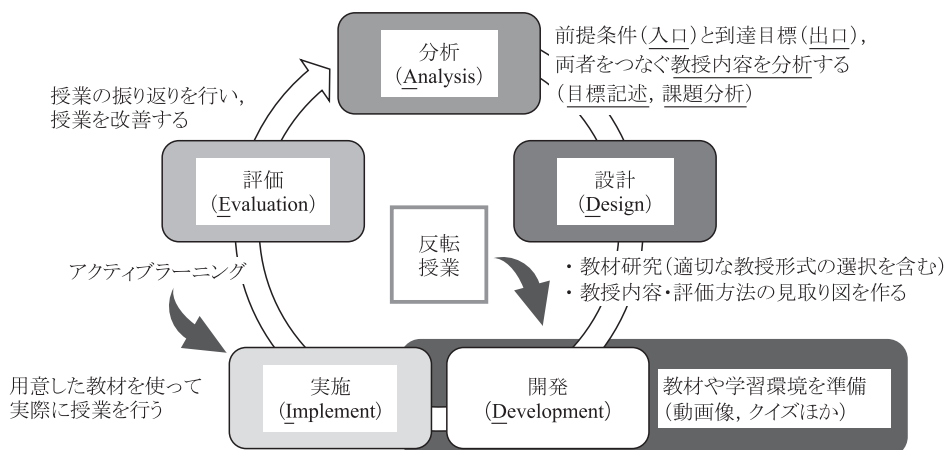 分析
(Analysis)
前提条件(入口)と到達目標(出口),
両者をつなぐ教授内容を分析する
(目標記述, 課題分析)
授業の振り返りを行い,
授業を改善する
評価
(Evaluation)
設計
(Design)
反転
授業
・教材研究(適切な教授形式の選択を含む)
・教授内容・評価方法の見取り図を作る
アクティブラーニング
用意した教材を使って
実際に授業を行う
実施
(Implement)
開発
(Development)
教材や学習環境を準備
(動画像, クイズほか)